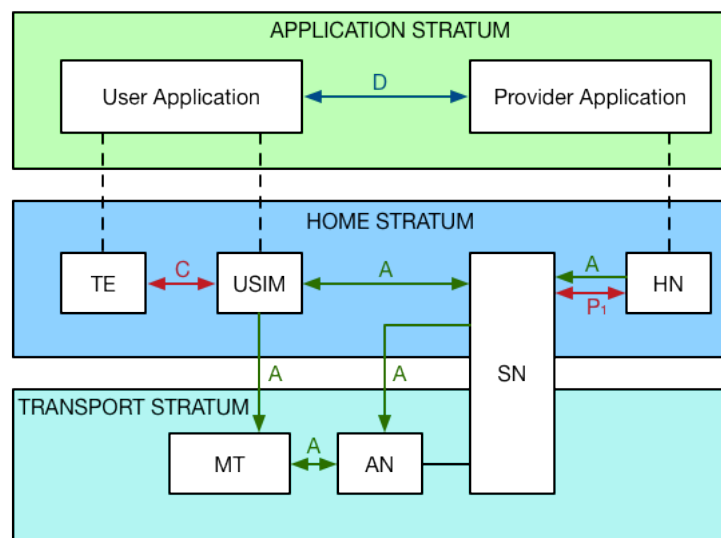 APPLICATION STRATUM
User Application
D
Provider Application
HOME STRATUM
TE
C
USIM
A
A
P1
HN
A
A
SN
TRANSPORT STRATUM
MT
A
AN